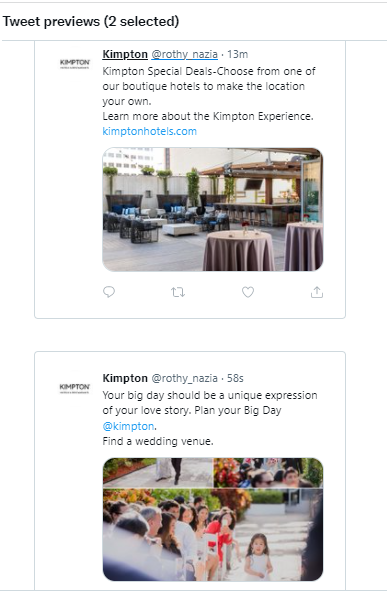 Tweet previews (2 selected)
KIMPTON
Kimpton @rothy_nazia · 13m
Kimpton Special Deals-Choose from one of
our boutique hotels to make the location
your own.
Learn more about the Kimpton Experience.
kimptonhotels.com
KIMPTON
Kimpton @rothy_nazia · 58s
Your big day should be a unique expression
of your love story. Plan your Big Day
@kimpton.
Find a wedding venue.